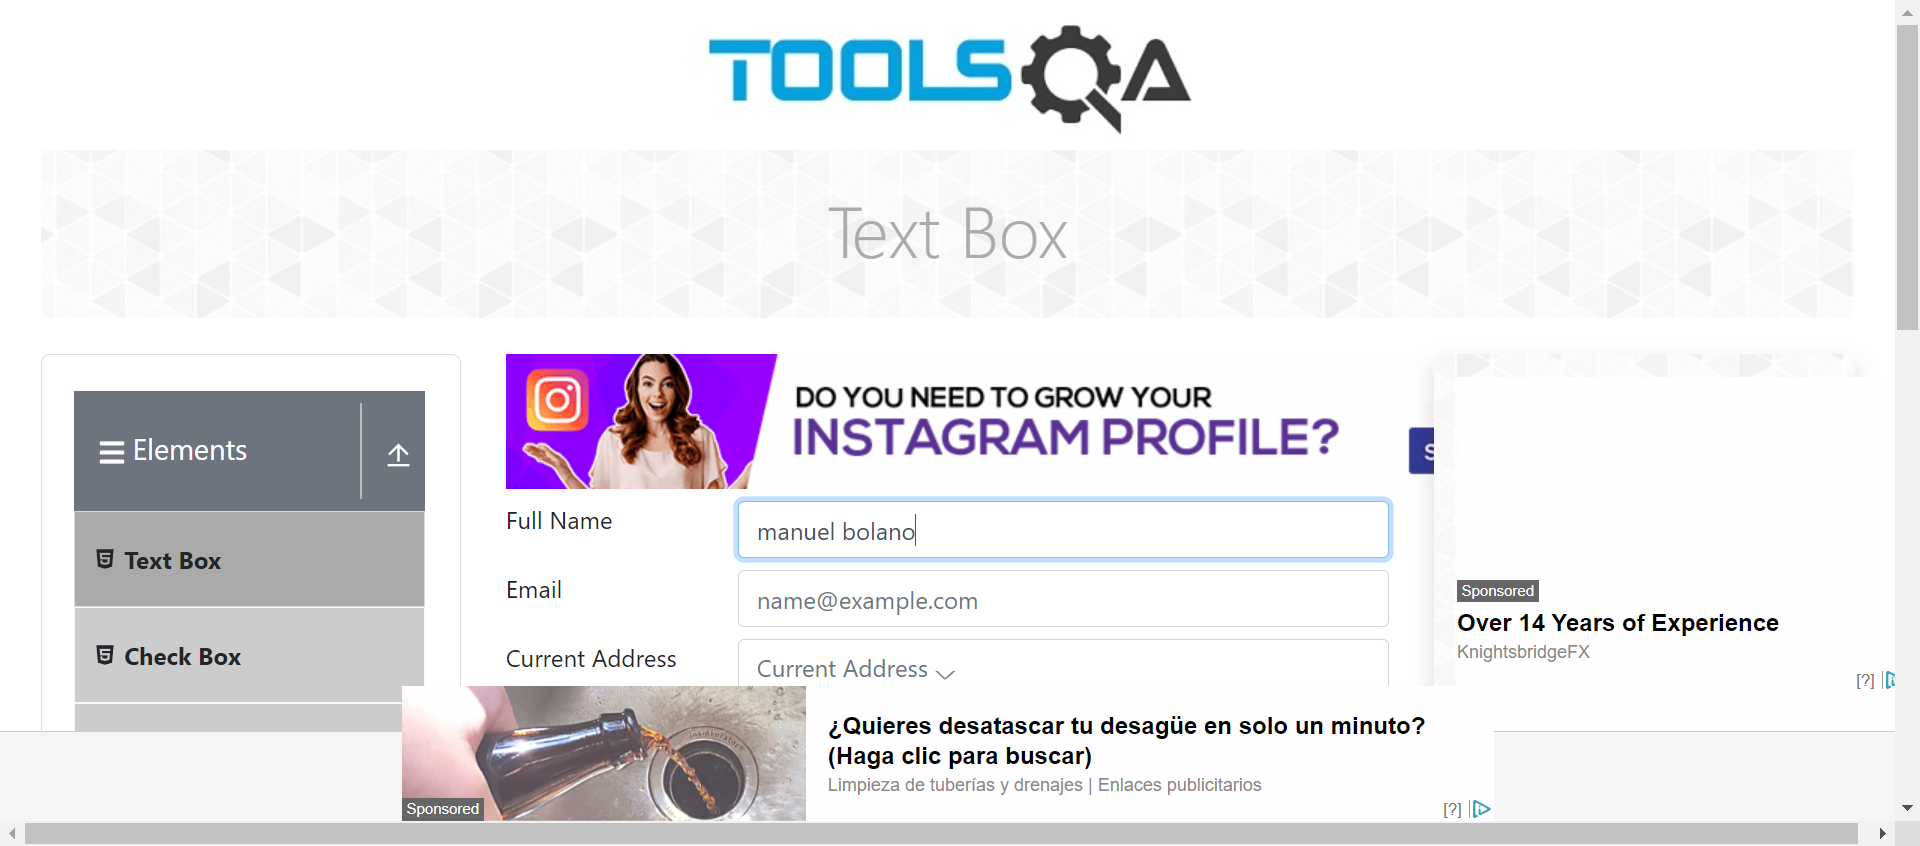 TOOLSQA
Text Box
Elements
Text Box
Check Box
DO YOU NEED TO GROW YOUR
INSTAGRAM PROFILE?
S
Full Name
manuel bolano
Email
name@example.com
Current Address
Current Address
Sponsored
Over 14 Years of Experience
KnightsbridgeFX
[?]
Sponsored
¿Quieres desatascar tu desagüe en solo un minuto?
(Haga clic para buscar)
Limpieza de tuberías y drenajes | Enlaces publicitarios
[?]